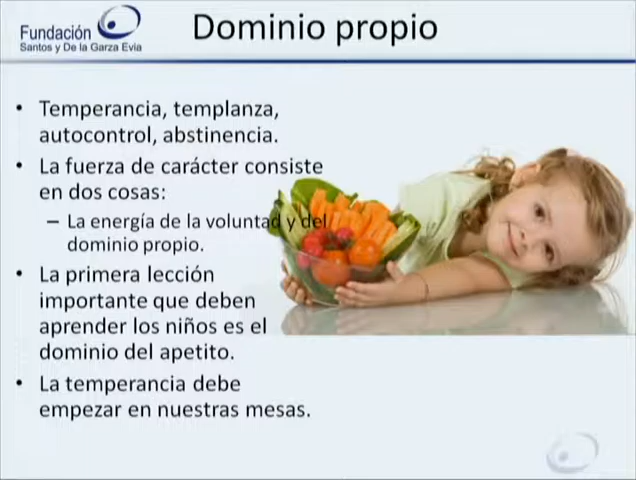 Fundación
Santos y De la Garza Evia
Dominio propio
• Temperancia, templanza,
autocontrol, abstinencia.
• La fuerza de carácter consiste
en dos cosas:
– La energía de la voluntad y del
dominio propio.
• La primera lección
importante que deben
aprender los niños es el
dominio del apetito.
• La temperancia debe
empezar en nuestras mesas.